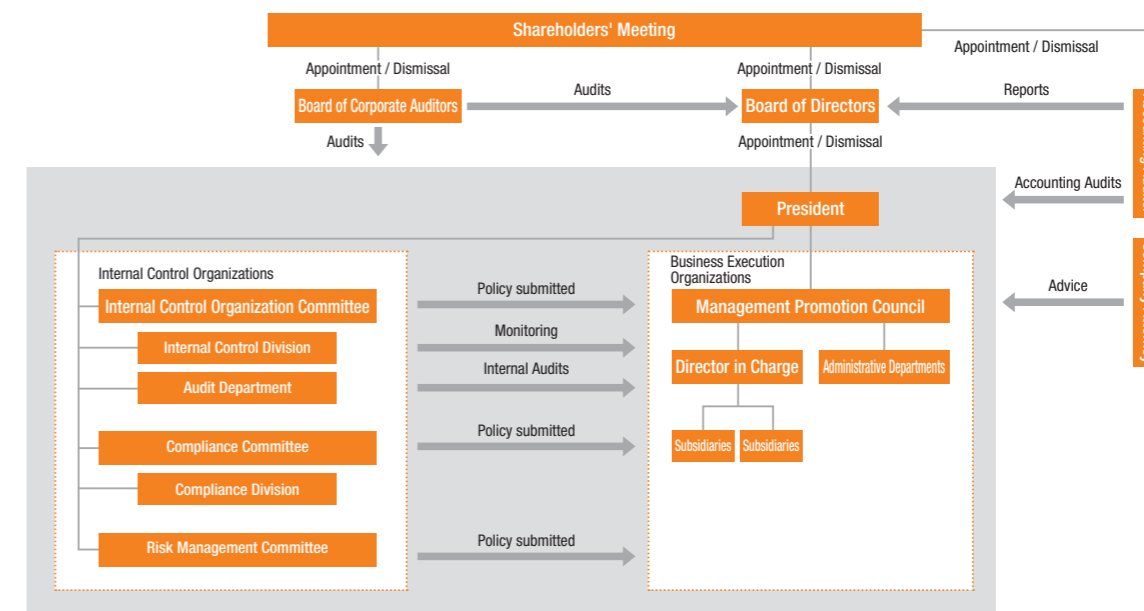 Shareholders' Meeting
Appointment / Dismissal
Appointment / Dismissal
Appointment / Dismissal
Board of Corporate Auditors
Audits
Board of Directors
Reports
Audits
Appointment / Dismissal
Accounting Audits
President
Internal Control Organizations
Business Execution
Organizations
Internal Control Organization Committee
Policy submitted
Management Promotion Council
Advice
Internal Control Division
Monitoring
Audit Department
Internal Audits
Director in Charge
Administrative Departments
Compliance Committee
Policy submitted
Subsidiaries
Subsidiaries
Compliance Division
Risk Management Committee
Policy submitted